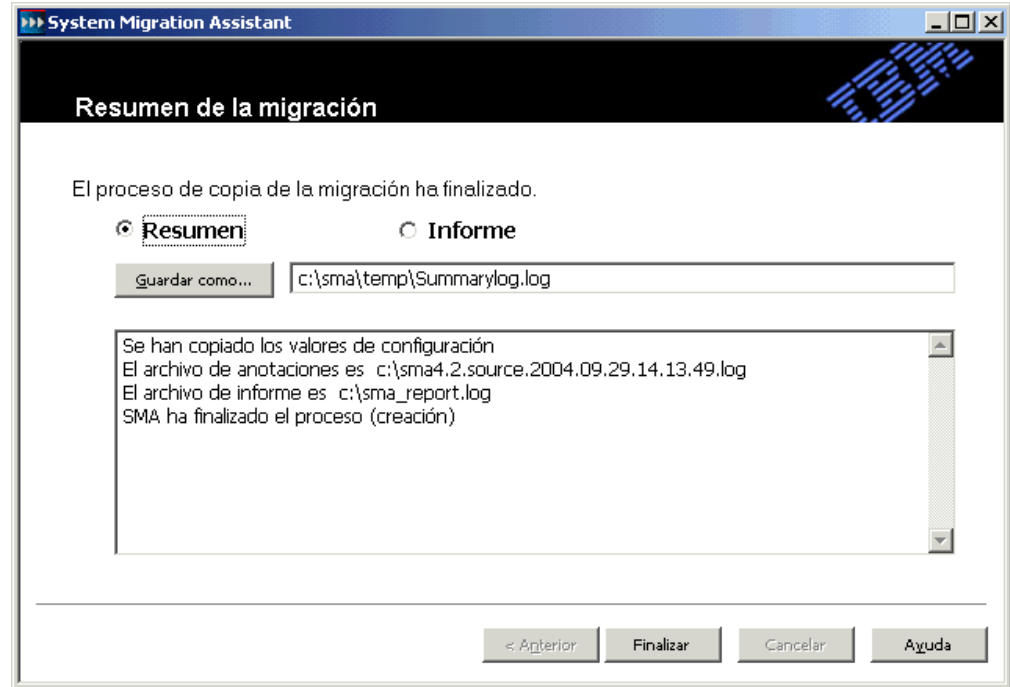 System Migration Assistant
IBM
Resumen de la migración
El proceso de copia de la migración ha finalizado.
Resumen Informe
Guardar como... c:\sma\temp\Summarylog.log
Se han copiado los valores de configuración
El archivo de anotaciones es c:\sma4.2.source.2004.09.29.14.13.49.log
El archivo de informe es c:\sma_report.log
SMA ha finalizado el proceso (creación)
< Anterior Finalizar Cancelar Ayuda